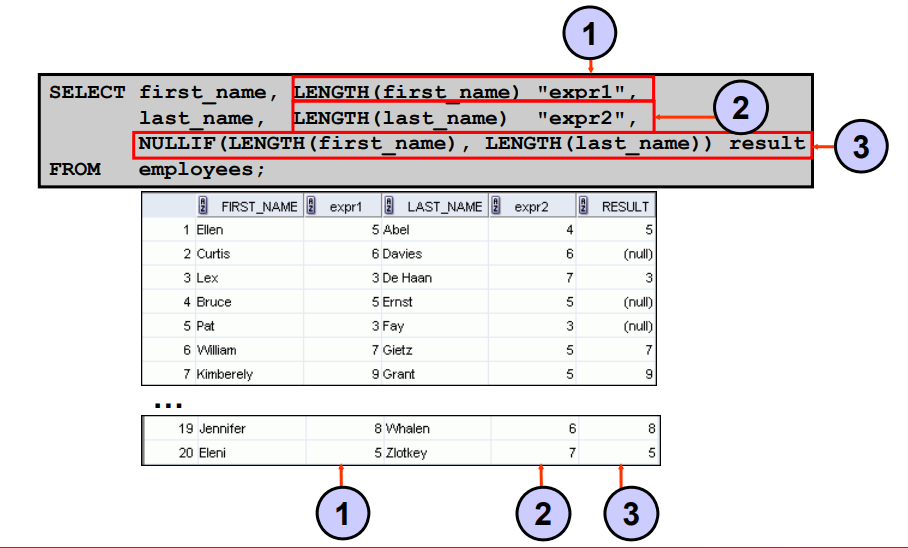 1
SELECT first_name, LENGTH(first_name) "expr1",
2
last_name, LENGTH(last_name) "expr2",
3
NULLIF(LENGTH(first_name), LENGTH(last_name)) result
FROM employees;
FIRST_NAME expr1 LAST_NAME expr2 RESULT
1 Ellen 5 Abel 4 5
2 Curtis 6 Davies 6 (null)
3 Lex 3 De Haan 7 3
4 Bruce 5 Ernst 5 (null)
5 Pat 3 Fay 3 (null)
6 William 7 Gietz 5 7
7 Kimberely 9 Grant 5 9
...
19 Jennifer 8 Whalen 6 8
20 Eleni 5 Zlotkey 7 5
1 2 3